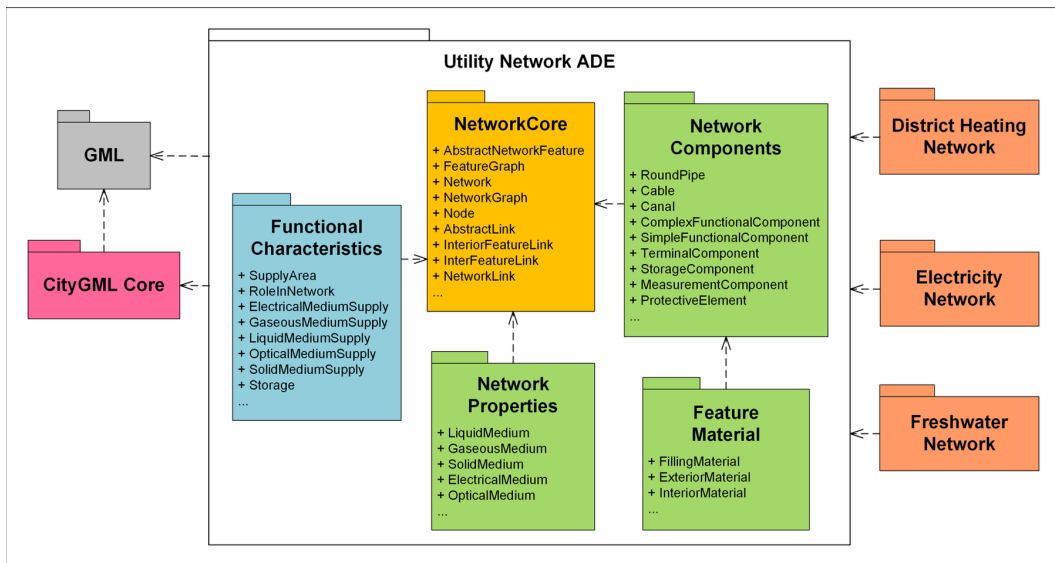 Utility Network ADE
GML
CityGML Core
Functional
Characteristics
+ SupplyArea
+ RoleInNetwork
+ ElectricalMediumSupply
+ GaseousMediumSupply
+ LiquidMediumSupply
+ OpticalMediumSupply
+ SolidMediumSupply
+ Storage
...
NetworkCore
+ AbstractNetworkFeature
+ FeatureGraph
+ Network
+ NetworkGraph
+ Node
+ AbstractLink
+ InteriorFeatureLink
+ InterFeatureLink
+ NetworkLink
...
Network
Properties
+ LiquidMedium
+ GaseousMedium
+ SolidMedium
+ ElectricalMedium
+ OpticalMedium
...
Network
Components
+ RoundPipe
+ Cable
+ Canal
+ ComplexFunctionalComponent
+ SimpleFunctionalComponent
+ TerminalComponent
+ StorageComponent
+ MeasurementComponent
+ ProtectiveElement
...
Feature
Material
+ FillingMaterial
+ ExteriorMaterial
+ InteriorMaterial
...
District Heating
Network
Electricity
Network
Freshwater
Network